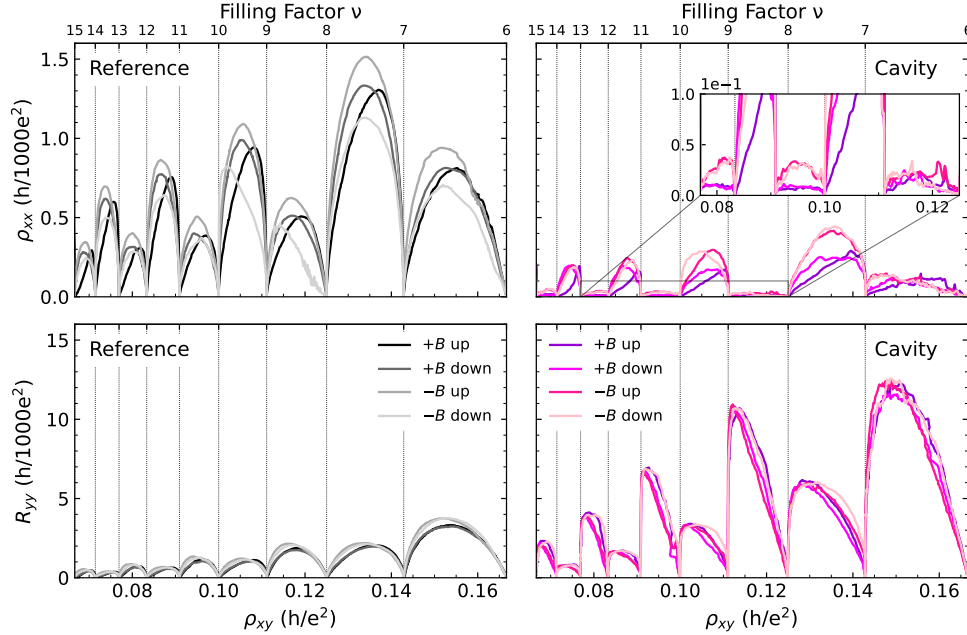 Filling Factor ν
Filling Factor ν
15 14 13 12 11 10 9 8 7 6
15 14 13 12 11 10 9 8 7 6
Reference
Cavity
1.5
1.0
0.5
0.0
ρxx (h/1000e²)
1e−1
1.0
0.5
0.0
0.08 0.10 0.12
Reference
Cavity
15
10
5
0
Ryy (h/1000e²)
+B up
+B down
−B up
−B down
+B up
+B down
−B up
−B down
0.08 0.10 0.12 0.14 0.16
0.08 0.10 0.12 0.14 0.16
ρxy (h/e²)
ρxy (h/e²)